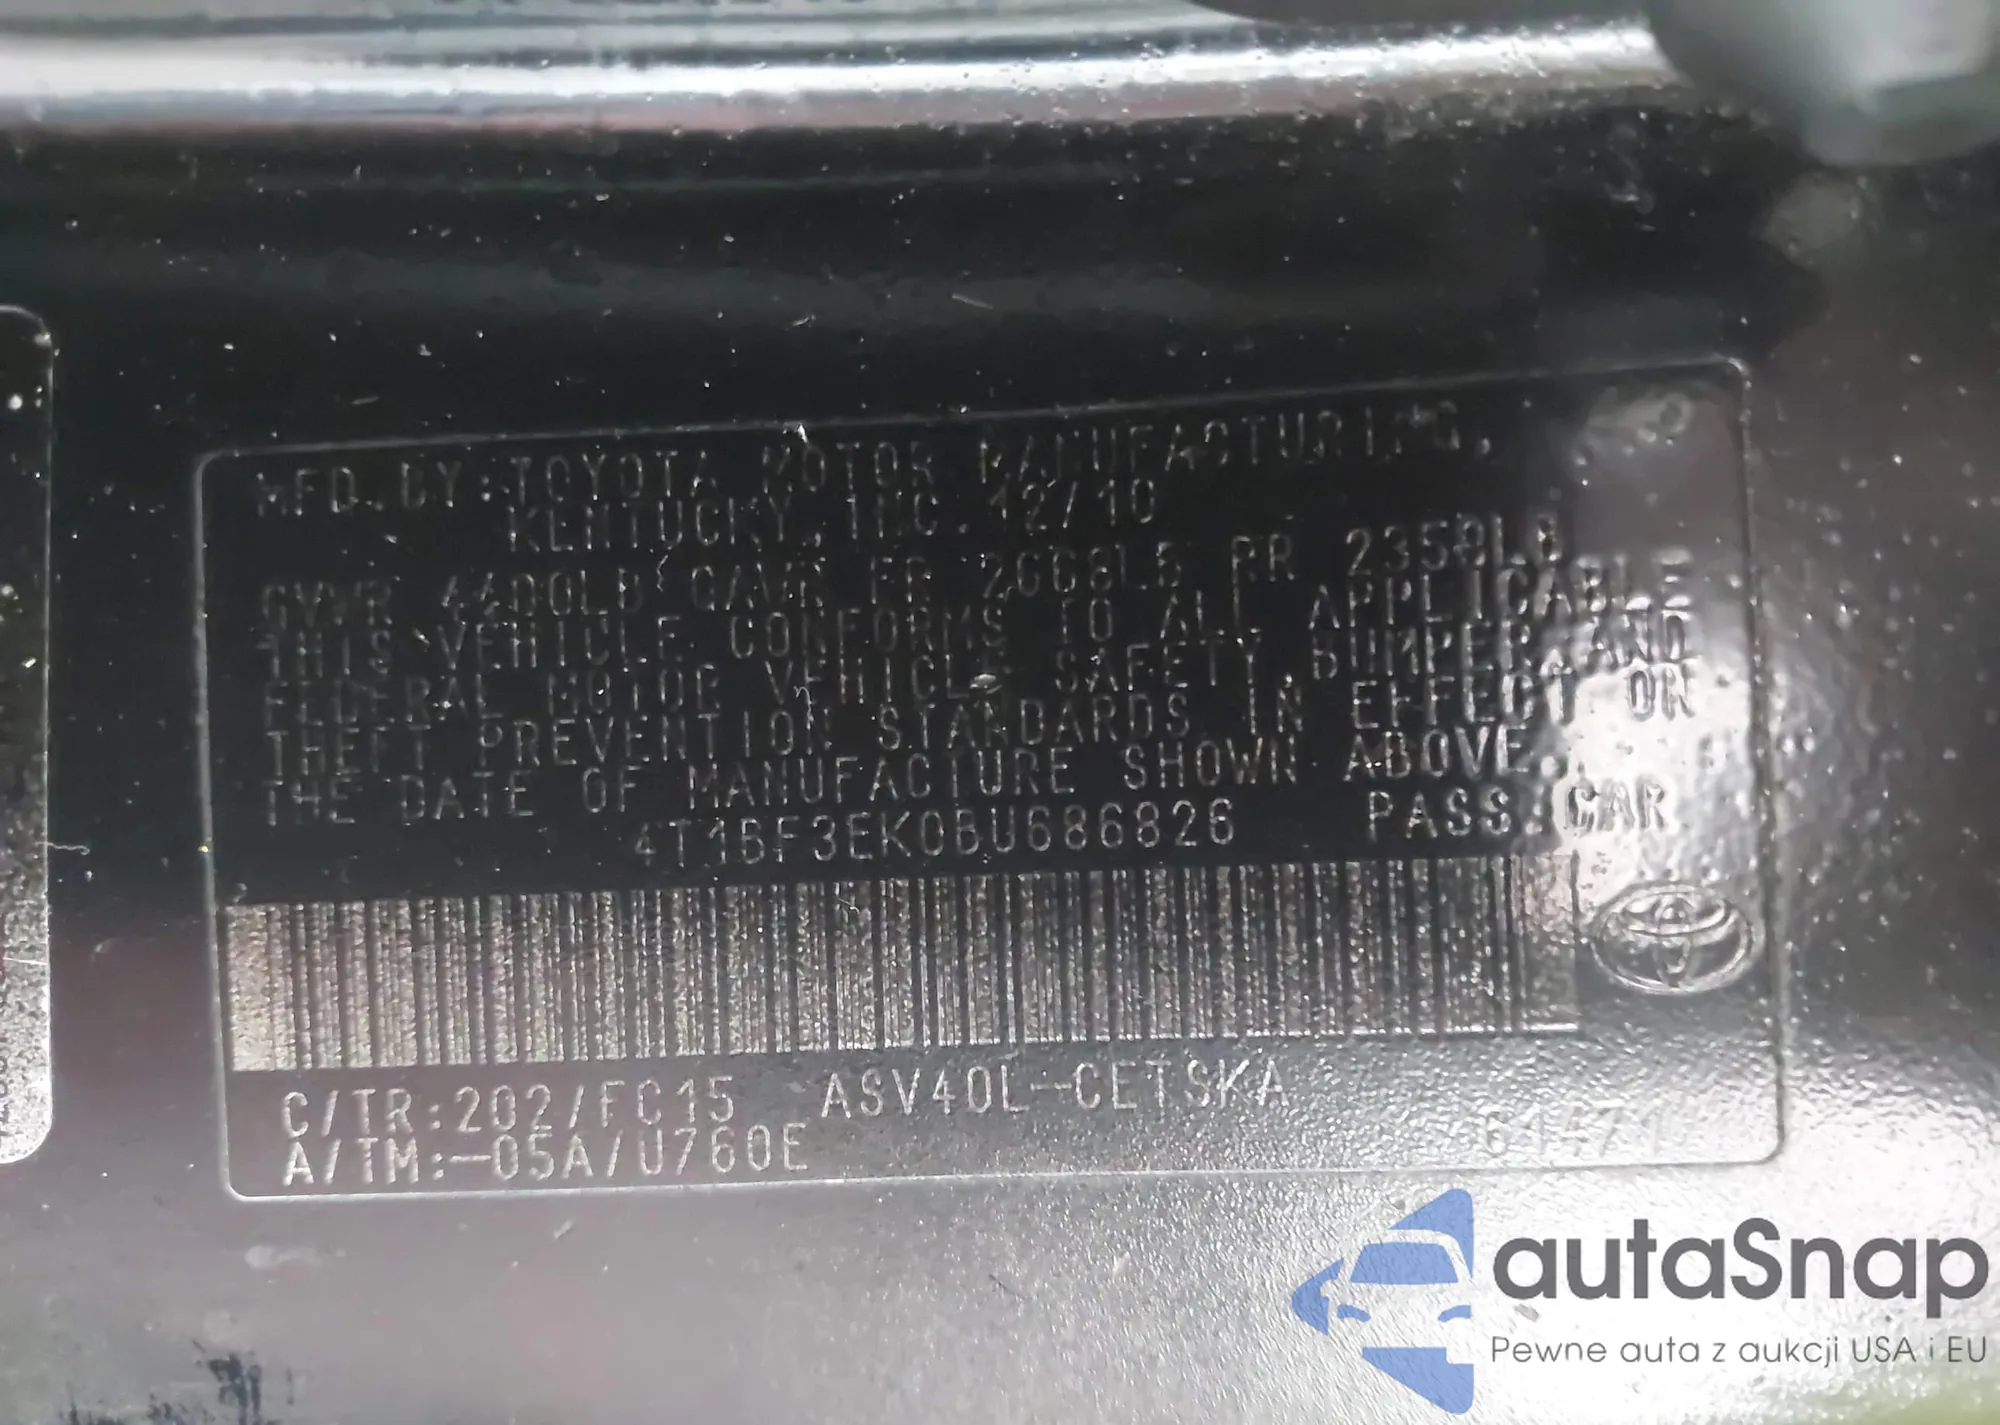 MFD. BY: TOYOTA MOTOR MANUFACTURING,
KENTUCKY, INC. 12/10
GVWR 4400LB GAWR FR RR
THIS VEHICLE CONFORMS TO ALL APPLICABLE
FEDERAL MOTOR VEHICLE SAFETY, BUMPER, AND
THEFT PREVENTION STANDARDS IN EFFECT ON
THE DATE OF MANUFACTURE SHOWN ABOVE.
4T1BF3EK0BU686826 PASS. CAR
C/TR:202/FC15 ASV40L-CETSKA
A/TM:-05A/U760E
autaSnap
Pewne auta z aukcji USA i EU